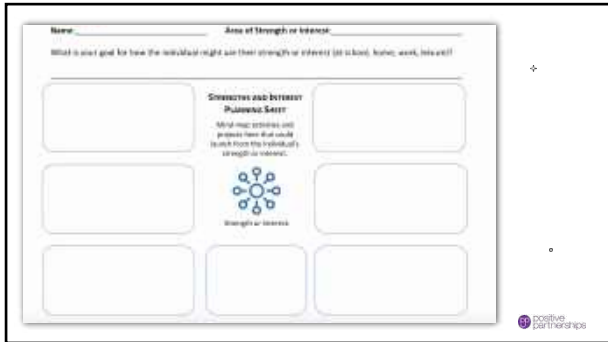 Name: Area of Strength or Interest:
What is your goal for how the individual might use their strength or interest (at school, home, work, leisure)?
STRENGTHS AND INTEREST
PLANNING SHEET
Mind map activities and
projects here that could
launch from the individual's
strength or interest.
Strength or Interest
pp positive
partnerships